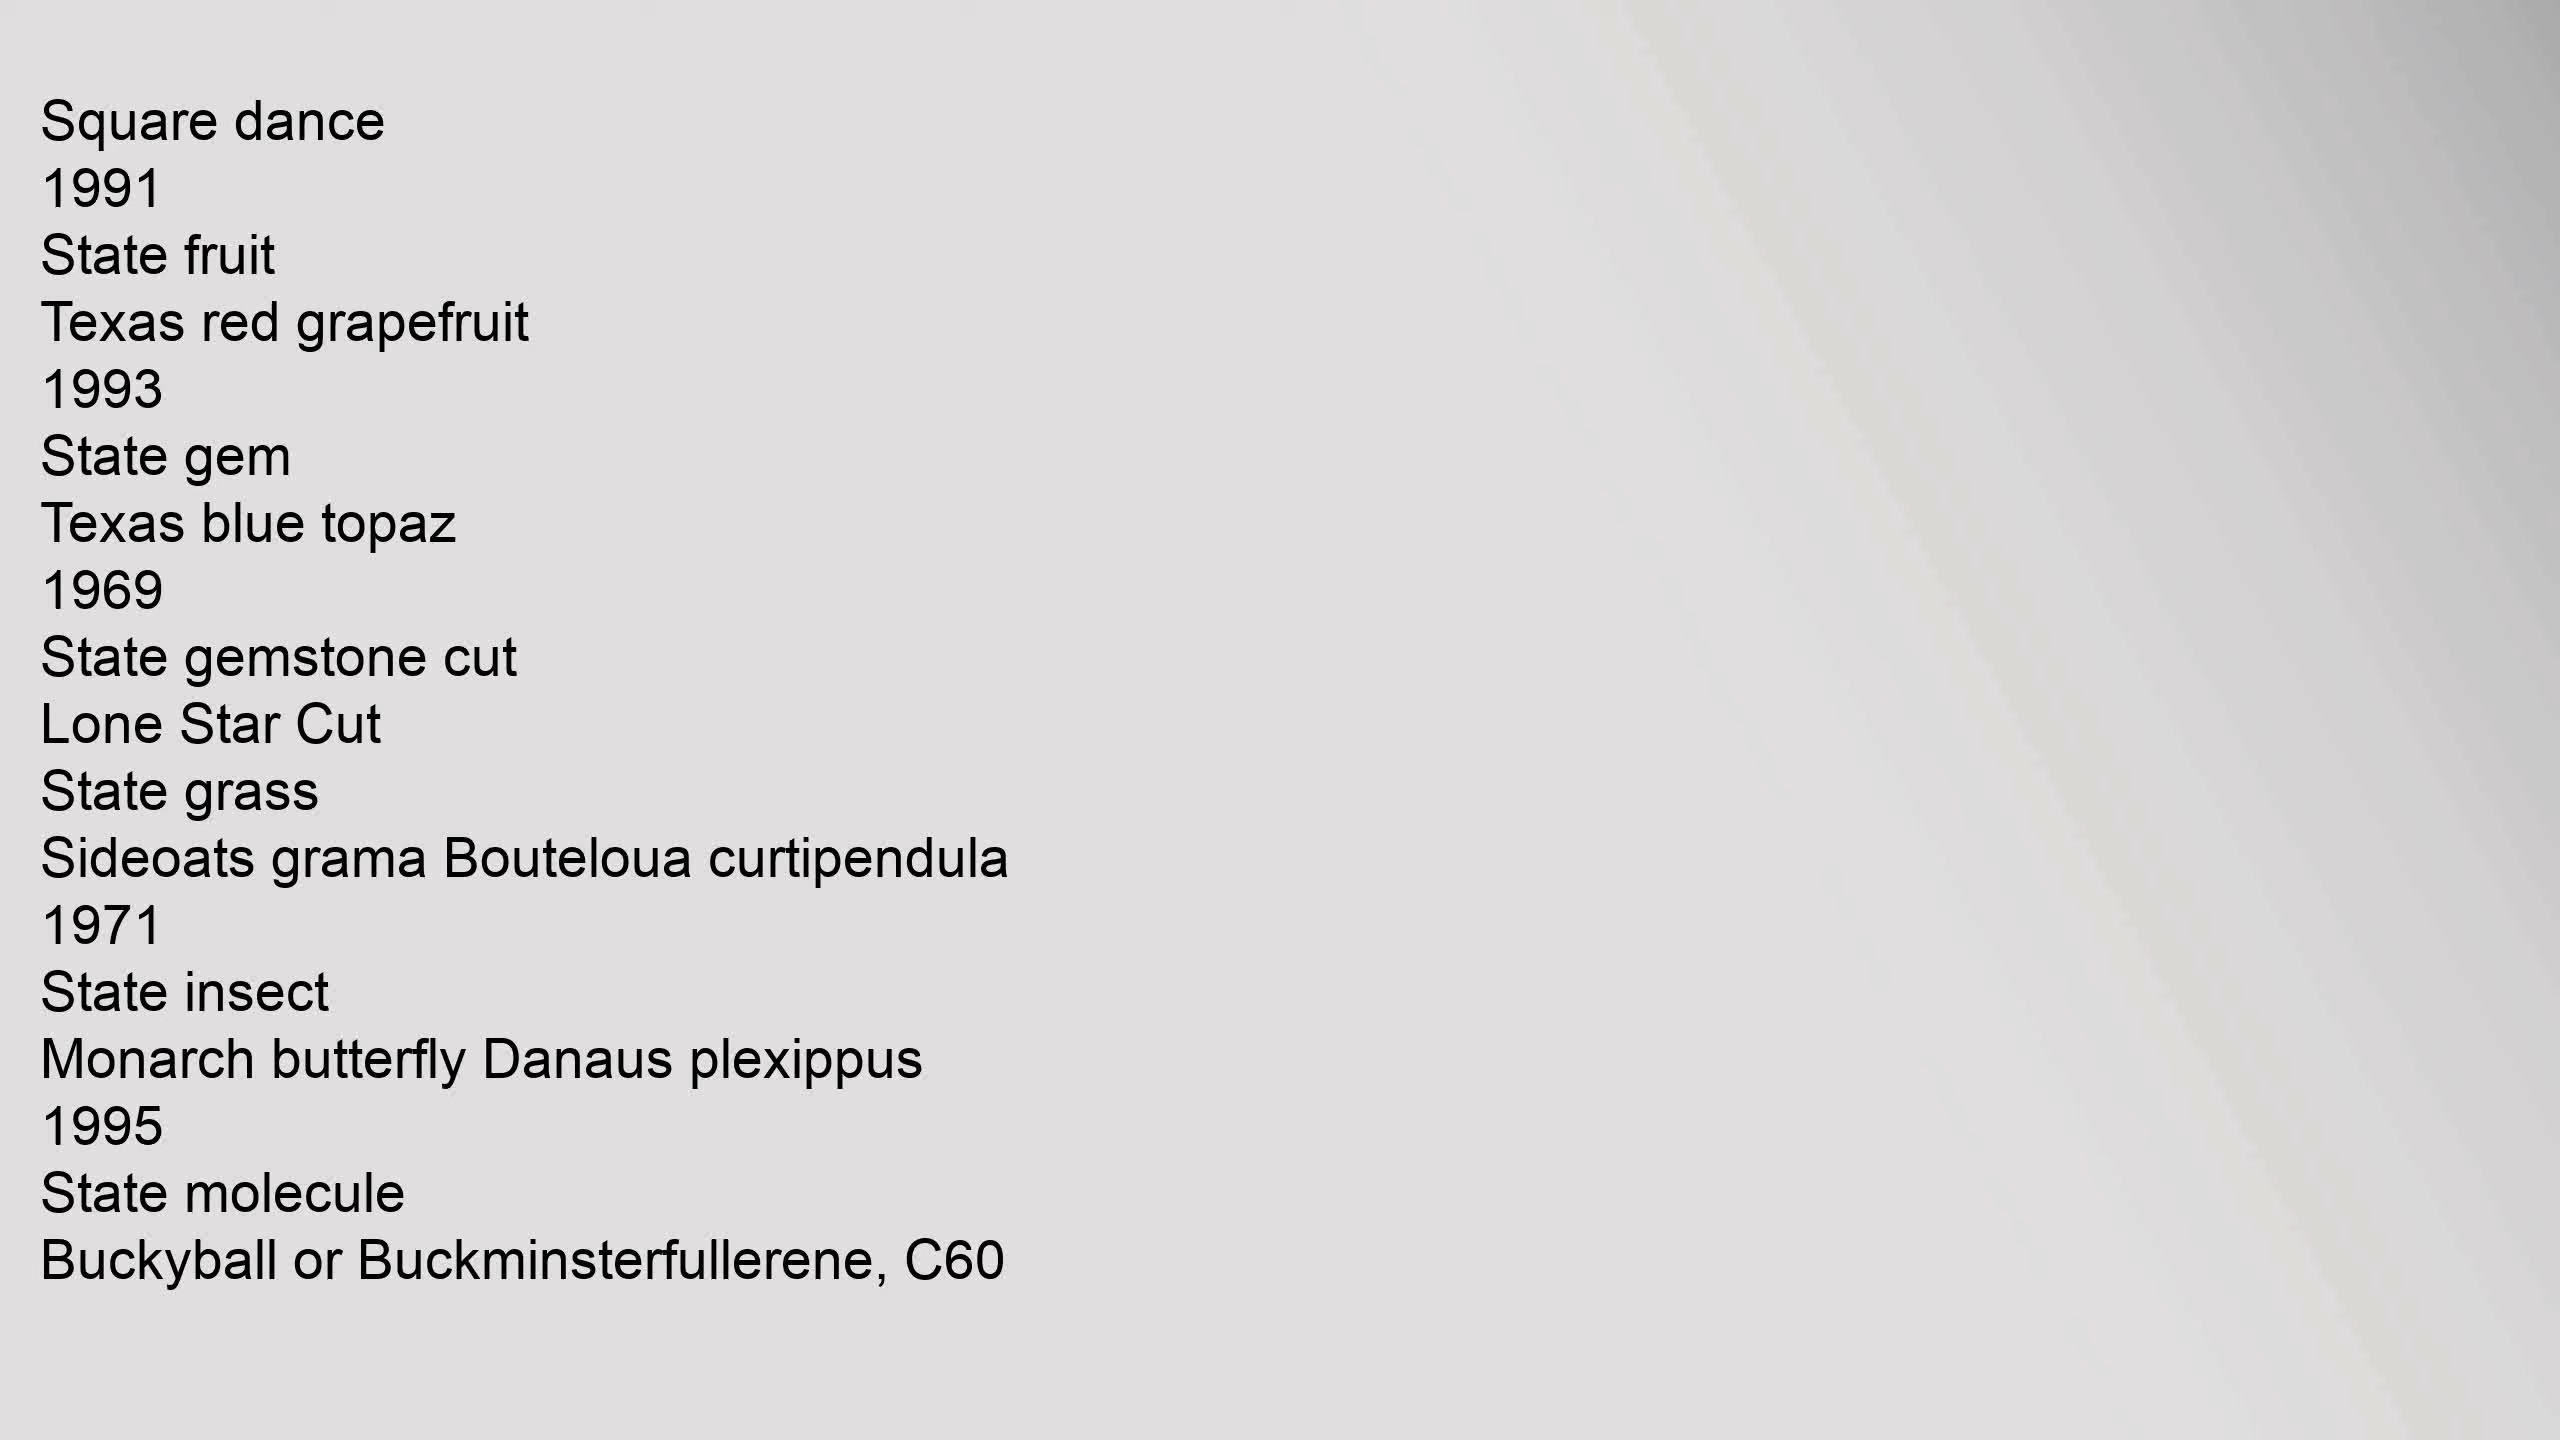 Square dance
1991
State fruit
Texas red grapefruit
1993
State gem
Texas blue topaz
1969
State gemstone cut
Lone Star Cut
State grass
Sideoats grama Bouteloua curtipendula
1971
State insect
Monarch butterfly Danaus plexippus
1995
State molecule
Buckyball or Buckminsterfullerene, C60